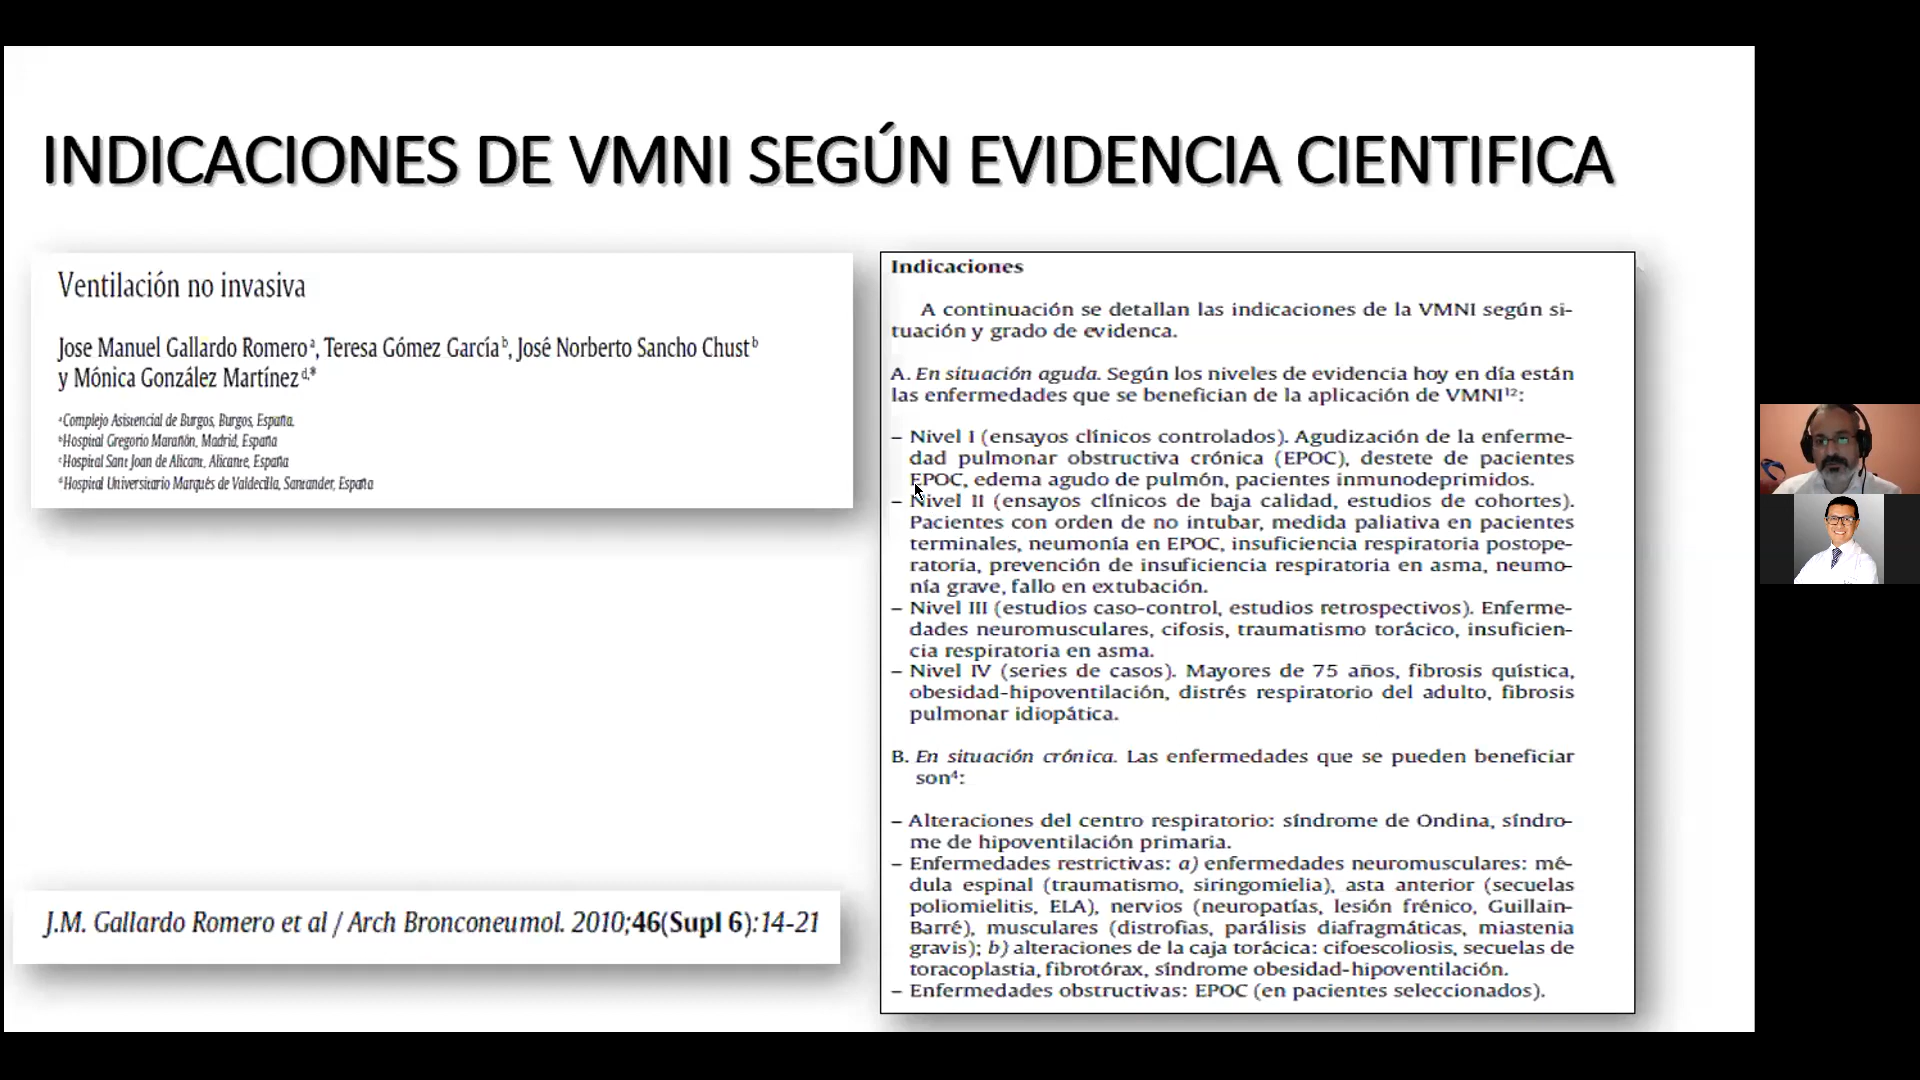 INDICACIONES DE VMNI SEGÚN EVIDENCIA CIENTIFICA
Ventilación no invasiva
Jose Manuel Gallardo Romero a, Teresa Gómez García b, José Norberto Sancho Chust b
y Mónica González Martínez d,*
a Complejo Asistencial de Burgos, Burgos, España.
b Hospital Gregorio Marañón, Madrid, España
c Hospital Sant Joan de Alicant, Alicante, España
d Hospital Universitario Marqués de Valdecilla, Santander, España
J.M. Gallardo Romero et al / Arch Bronconeumol. 2010;46(Supl 6):14-21
Indicaciones
A continuación se detallan las indicaciones de la VMNI según si-
tuación y grado de evidenca.
A. En situación aguda. Según los niveles de evidencia hoy en día están
las enfermedades que se benefician de la aplicación de VMNI12:
– Nivel I (ensayos clínicos controlados). Agudización de la enferme-
dad pulmonar obstructiva crónica (EPOC), destete de pacientes
EPOC, edema agudo de pulmón, pacientes inmunodeprimidos.
– Nivel II (ensayos clínicos de baja calidad, estudios de cohortes).
Pacientes con orden de no intubar, medida paliativa en pacientes
terminales, neumonía en EPOC, insuficiencia respiratoria postope-
ratoria, prevención de insuficiencia respiratoria en asma, neumo-
nía grave, fallo en extubación.
– Nivel III (estudios caso-control, estudios retrospectivos). Enferme-
dades neuromusculares, cifosis, traumatismo torácico, insuficien-
cia respiratoria en asma.
– Nivel IV (series de casos). Mayores de 75 años, fibrosis quística,
obesidad-hipoventilación, distrés respiratorio del adulto, fibrosis
pulmonar idiopática.
B. En situación crónica. Las enfermedades que se pueden beneficiar
son4:
– Alteraciones del centro respiratorio: síndrome de Ondina, síndro-
me de hipoventilación primaria.
– Enfermedades restrictivas: a) enfermedades neuromusculares: mé-
dula espinal (traumatismo, siringomielia), asta anterior (secuelas
poliomielitis, ELA), nervios (neuropatías, lesión frénico, Guillain-
Barré), musculares (distrofias, parálisis diafragmáticas, miastenia
gravis); b) alteraciones de la caja torácica: cifoescoliosis, secuelas de
toracoplastia, fibrotórax, síndrome obesidad-hipoventilación.
– Enfermedades obstructivas: EPOC (en pacientes seleccionados).